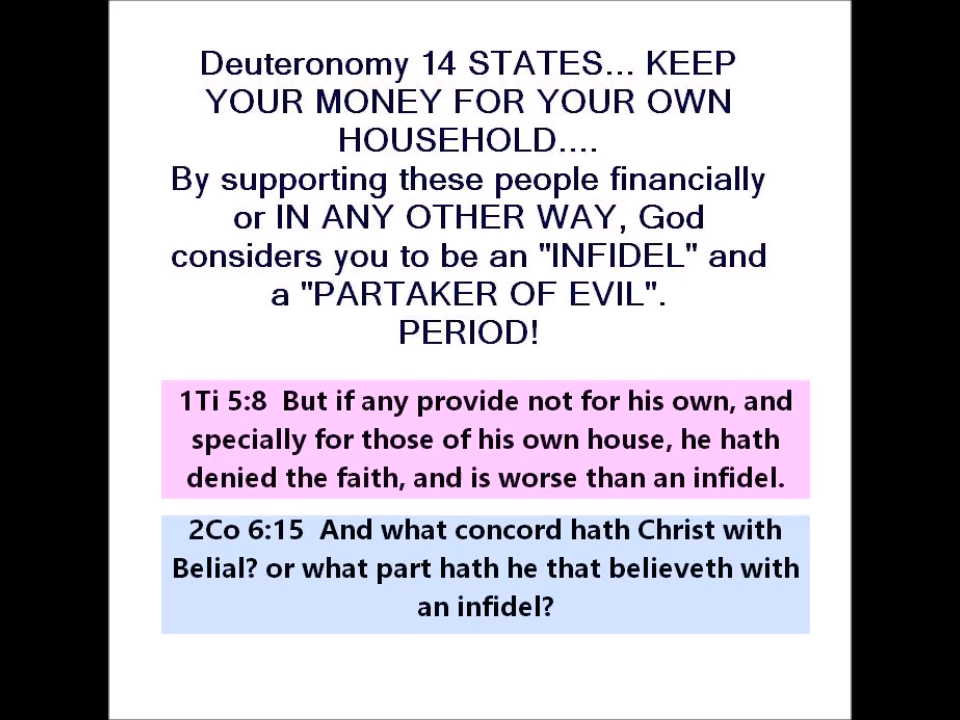 Deuteronomy 14 STATES... KEEP
YOUR MONEY FOR YOUR OWN
HOUSEHOLD....
By supporting these people financially
or IN ANY OTHER WAY, God
considers you to be an "INFIDEL" and
a "PARTAKER OF EVIL".
PERIOD!
1Ti 5:8  But if any provide not for his own, and
specially for those of his own house, he hath
denied the faith, and is worse than an infidel.
2Co 6:15  And what concord hath Christ with
Belial? or what part hath he that believeth with
an infidel?